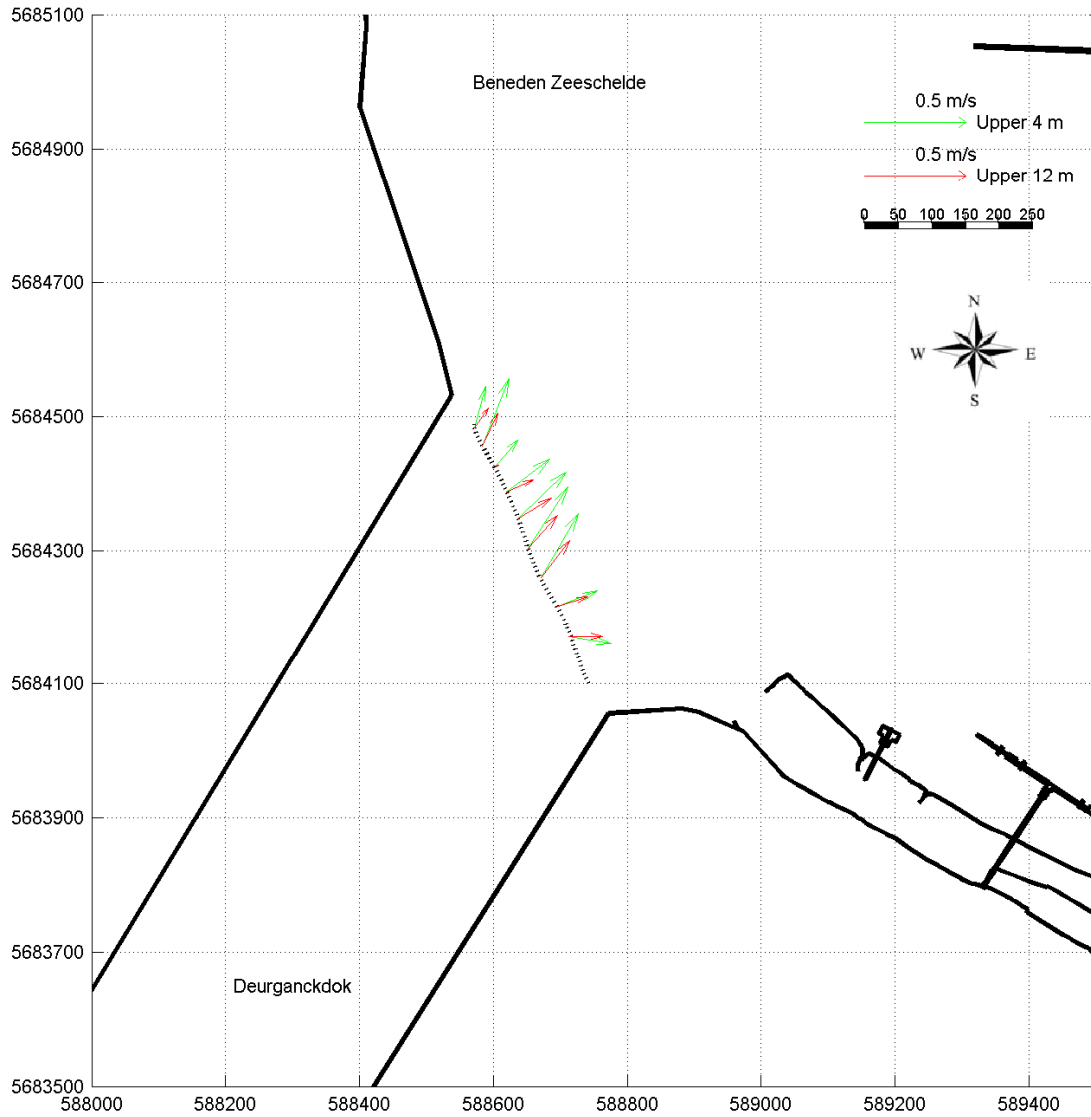 5685100
Beneden Zeeschelde
0.5 m/s
Upper 4 m
5684900
0.5 m/s
Upper 12 m
0 50 100 150 200 250
5684700
N
W E
S
5684500
5684300
5684100
5683900
5683700
Deurganckdok
5683500
588000 588200 588400 588600 588800 589000 589200 589400